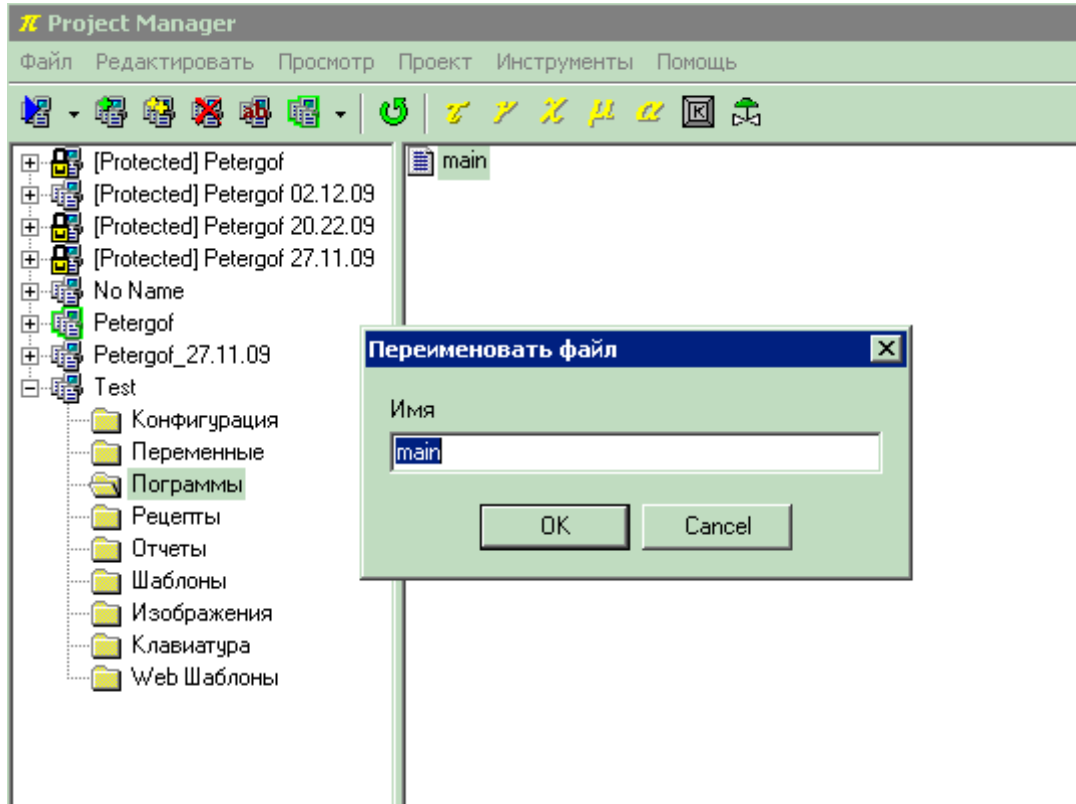 π Project Manager
Файл Редактировать Просмотр Проект Инструменты Помощь
ab τ γ χ μ α K
[Protected] Petergof
[Protected] Petergof 02.12.09
[Protected] Petergof 20.22.09
[Protected] Petergof 27.11.09
No Name
Petergof
Petergof_27.11.09
Test
Конфигурация
Переменные
Пограммы
Рецепты
Отчеты
Шаблоны
Изображения
Клавиатура
Web Шаблоны
main
Переименовать файл
Имя
main
OK Cancel